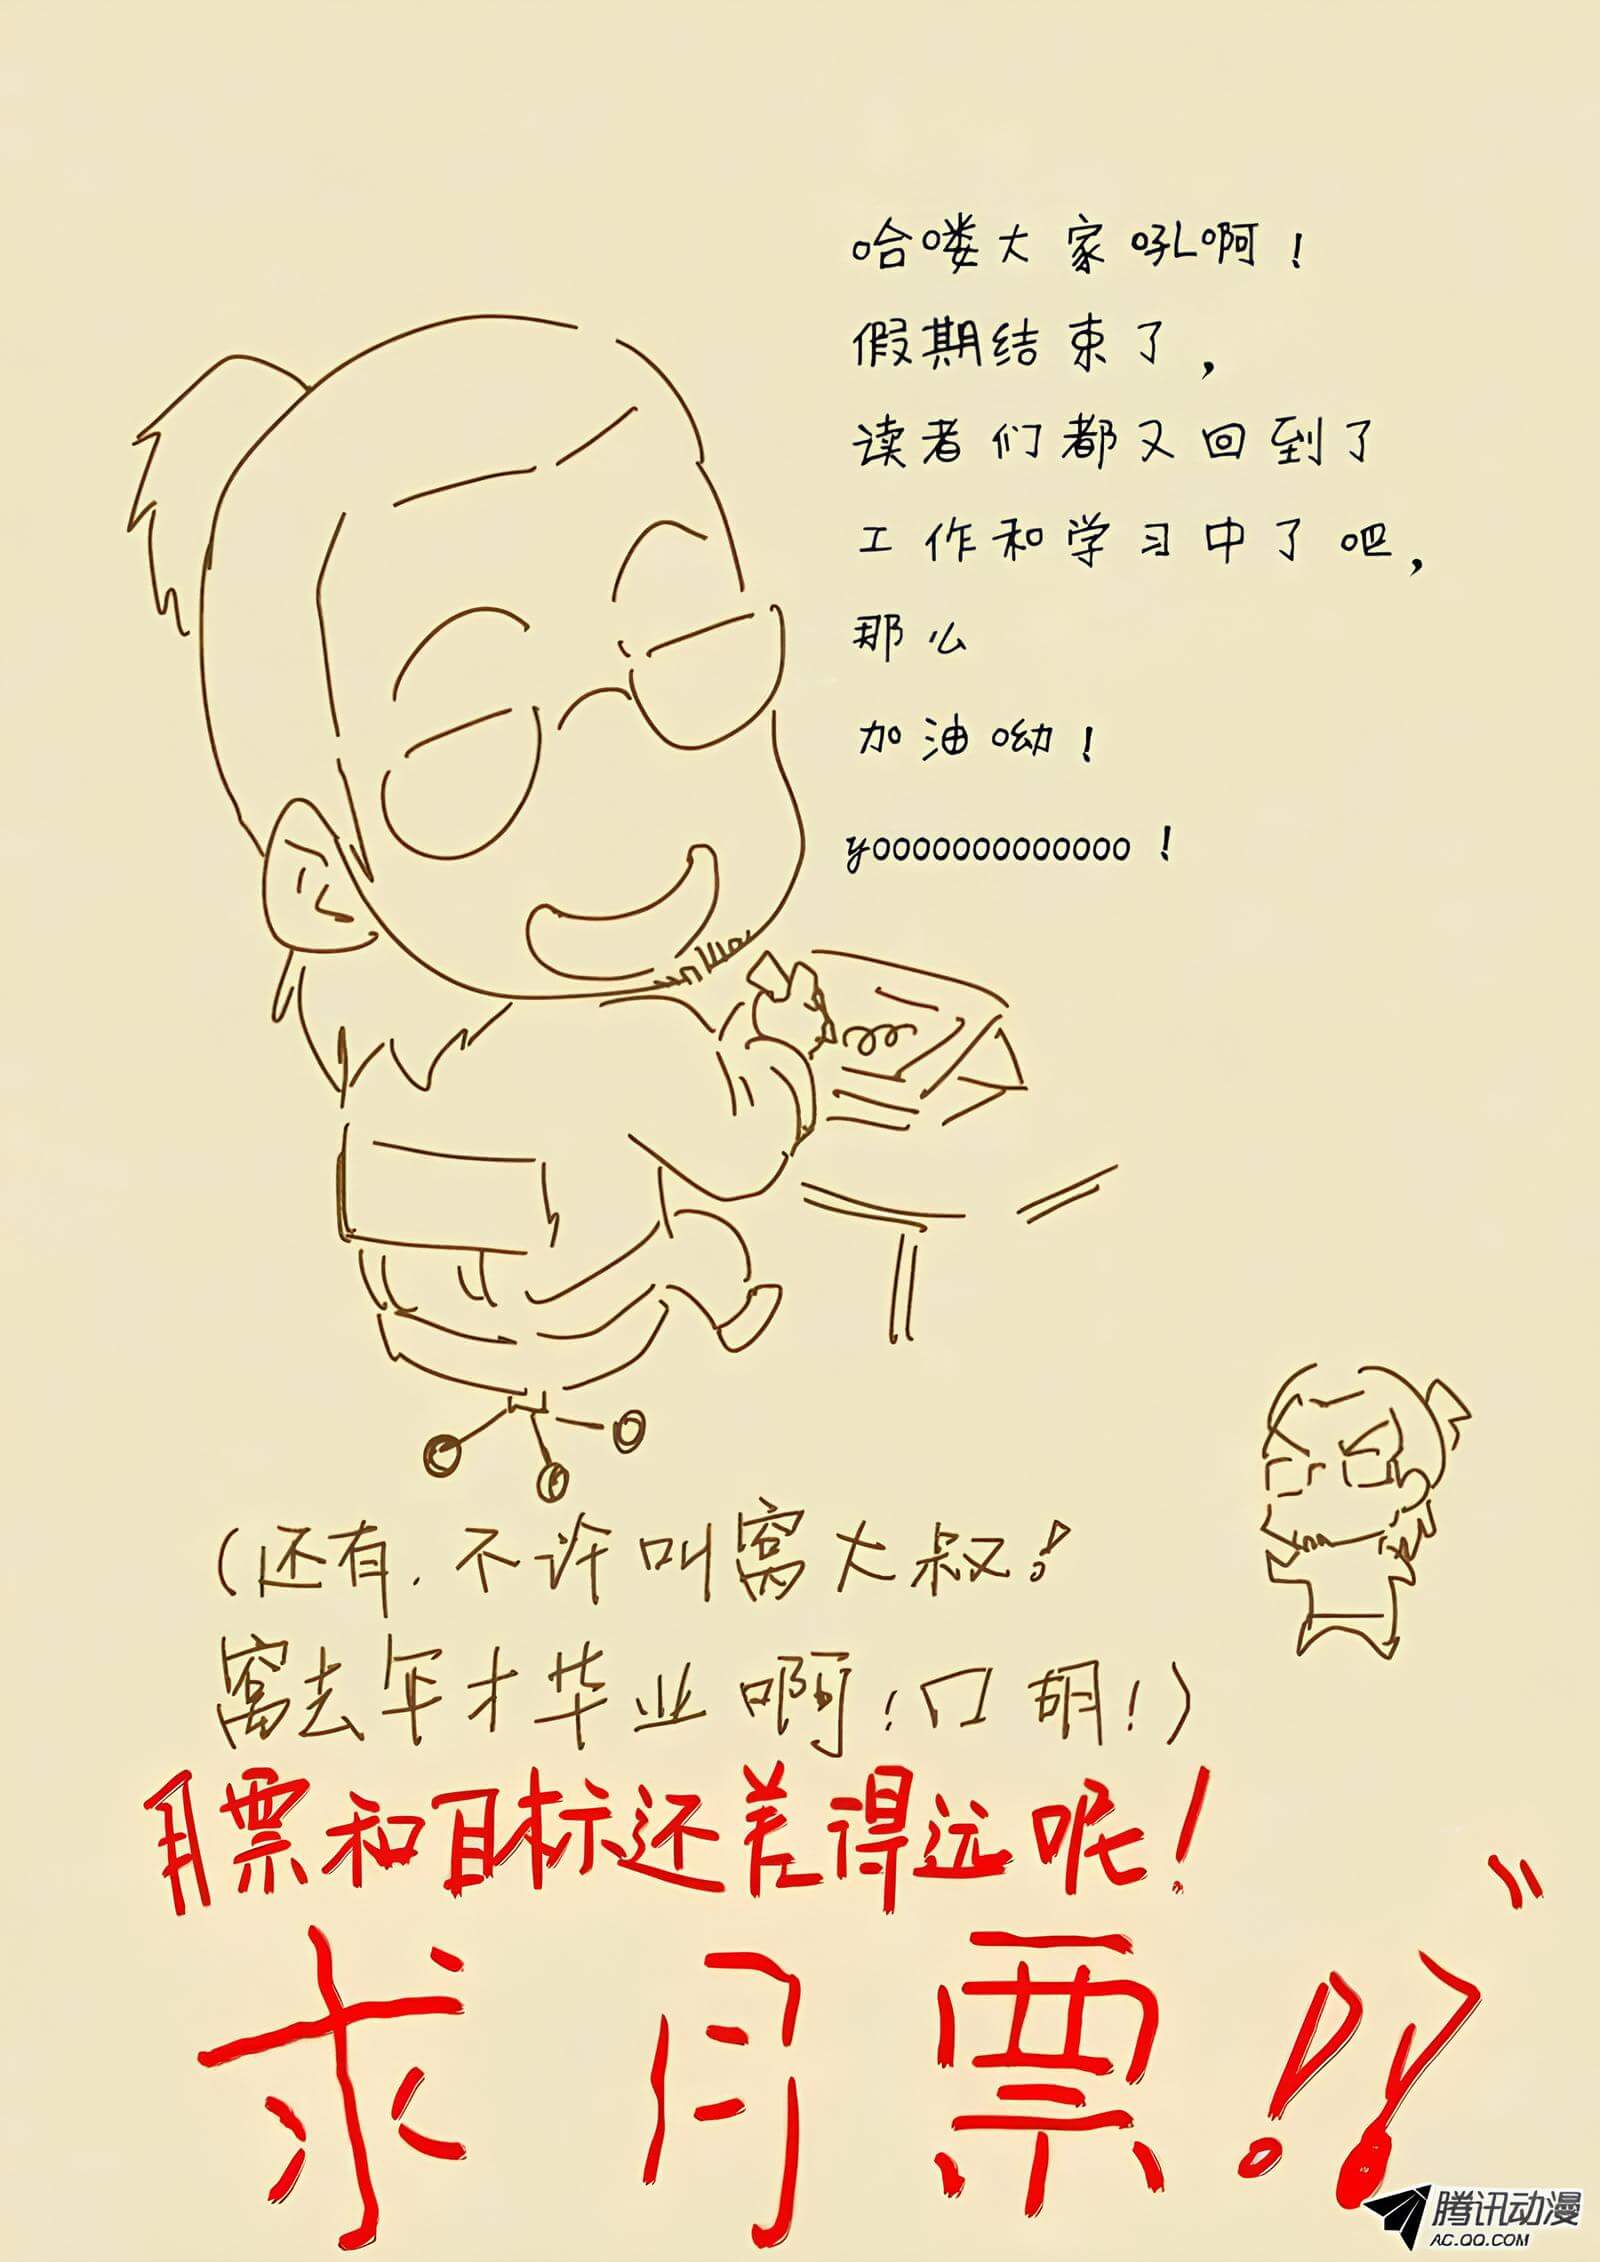 哈喽大家吼啊！
假期结束了，
读者们都又回到了
工作和学习中了吧，
那么
加油呦！
yooooooooooooo！
(还有，不许叫窝大叔！
窝去年才毕业啊！口胡！)
月票和目标还差得远呢！
求月票！！
腾讯动漫
AC.QQ.COM